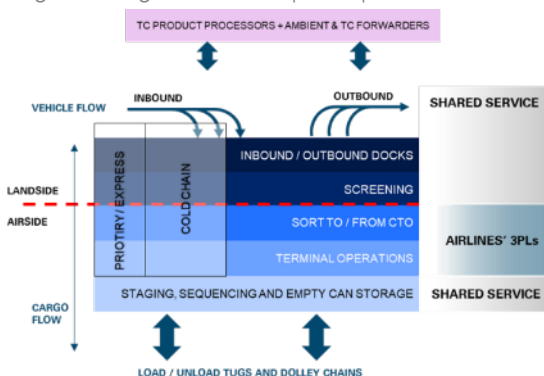 TC PRODUCT PROCESSORS + AMBIENT & TC FORWARDERS
INBOUND
OUTBOUND
VEHICLE FLOW
SHARED SERVICE
INBOUND / OUTBOUND DOCKS
LANDSIDE
SCREENING
PRIOTIRY / EXPRESS
COLD CHAIN
AIRSIDE
SORT TO / FROM CTO
AIRLINES' 3PLs
TERMINAL OPERATIONS
STAGING, SEQUENCING AND EMPTY CAN STORAGE
SHARED SERVICE
CARGO
FLOW
LOAD / UNLOAD TUGS AND DOLLEY CHAINS